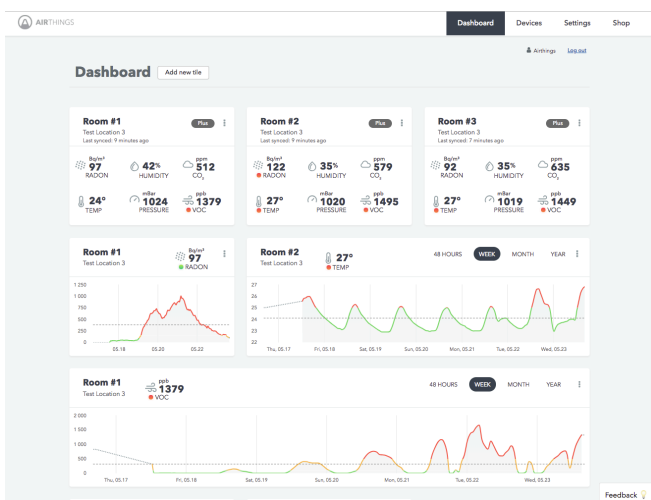 AIRTHINGS
Dashboard Devices Settings Shop
Airthings Log out
Dashboard Add new tile
Room #1 Plus
Test Location 3
Last synced: 9 minutes ago
Bq/m³ 97 RADON
42% HUMIDITY
ppm 512 CO₂
24° TEMP
mBar 1024 PRESSURE
ppb 1379 VOC
Room #2 Plus
Test Location 3
Last synced: 9 minutes ago
Bq/m³ 122 RADON
35% HUMIDITY
ppm 579 CO₂
27° TEMP
mBar 1020 PRESSURE
ppb 1495 VOC
Room #3 Plus
Test Location 3
Last synced: 7 minutes ago
Bq/m³ 92 RADON
35% HUMIDITY
ppm 635 CO₂
27° TEMP
mBar 1019 PRESSURE
ppb 1449 VOC
Room #1
Test Location 3
Bq/m³ 97 RADON
1 250
1 000
750
500
250
0
05.18 05.20 05.22
Room #2
Test Location 3
27° TEMP
48 HOURS WEEK MONTH YEAR
27
26
25
24
23
22
Thu, 05.17 Fri, 05.18 Sat, 05.19 Sun, 05.20 Mon, 05.21 Tue, 05.22 Wed, 05.23
Room #1
Test Location 3
ppb 1379 VOC
48 HOURS WEEK MONTH YEAR
2 000
1 500
1 000
500
0
Thu, 05.17 Fri, 05.18 Sat, 05.19 Sun, 05.20 Mon, 05.21 Tue, 05.22 Wed, 05.23
Feedback